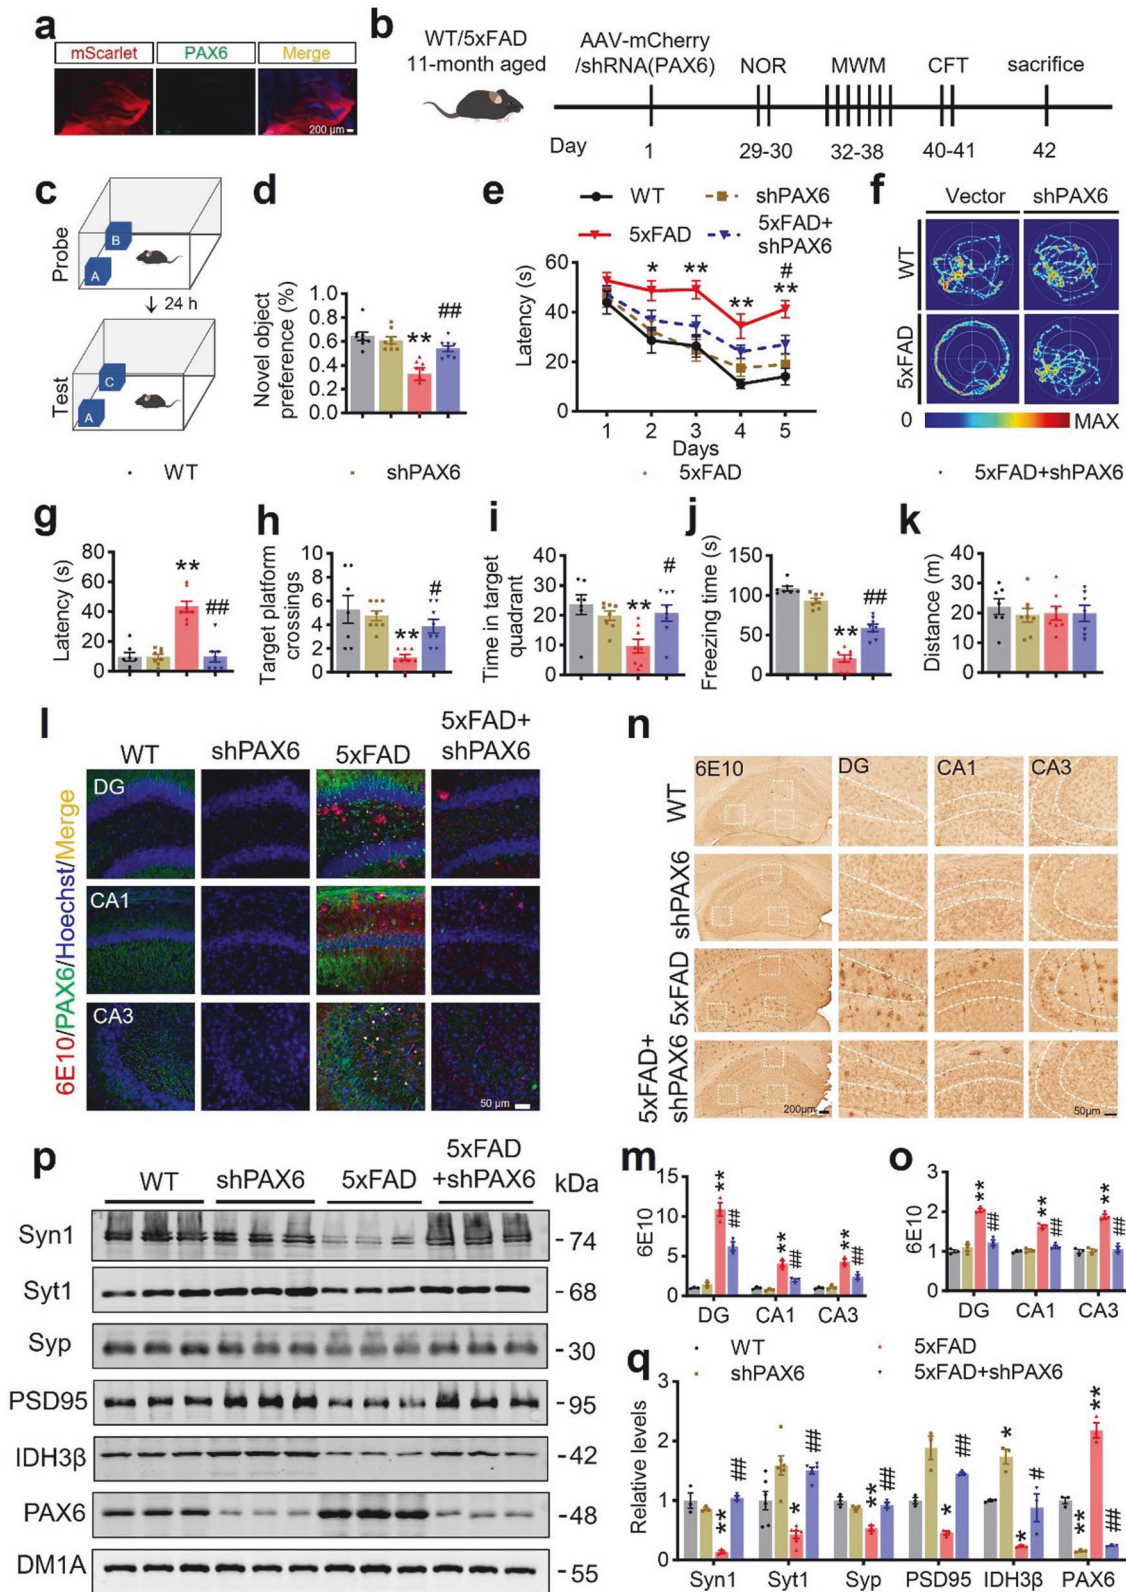 a
mScarlet PAX6 Merge
200 μm
b
WT/5xFAD
11-month aged
AAV-mCherry
/shRNA(PAX6)
NOR MWM CFT sacrifice
Day 1 29-30 32-38 40-41 42
c
Probe
B
A
24 h
Test
C
A
d
Novel object
preference (%)
1.0
0.8
0.6
0.4
0.2
0.0
**
##
e
WT shPAX6
5xFAD 5xFAD+
shPAX6
Latency (s)
60
40
20
0
* ** ** # **
1 2 3 4 5
Days
f
Vector shPAX6
WT
5xFAD
0 MAX
WT shPAX6 5xFAD 5xFAD+shPAX6
g
Latency (s)
80
60
40
20
0
**
##
h
Target platform
crossings
10
8
6
4
2
0
**
#
i
Time in target
quadrant
40
30
20
10
0
**
#
j
Freezing time (s)
150
100
50
0
**
##
k
Distance (m)
40
30
20
10
0
l
WT shPAX6 5xFAD 5xFAD+
shPAX6
6E10/PAX6/Hoechst/Merge
DG
CA1
CA3
50 μm
n
6E10 DG CA1 CA3
WT
shPAX6
5xFAD
5xFAD+
shPAX6
200μm 50μm
p
WT shPAX6 5xFAD 5xFAD
+shPAX6
kDa
Syn1 -74
Syt1 -68
Syp -30
PSD95 -95
IDH3β -42
PAX6 -48
DM1A -55
m
6E10
15
10
5
0
** ## ** ## ** ##
DG CA1 CA3
o
6E10
3
2
1
0
** ## ** ## ** ##
DG CA1 CA3
q
WT 5xFAD
shPAX6 5xFAD+shPAX6
Relative levels
3
2
1
0
** ## * ## ** ## * ## * * # ** ** ##
Syn1 Syt1 Syp PSD95 IDH3β PAX6